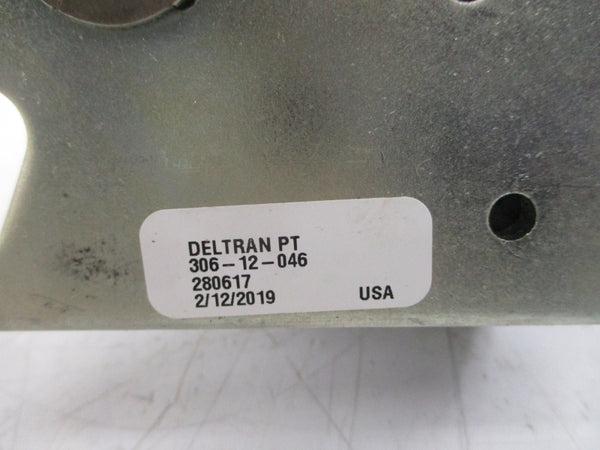 DELTRAN PT
306-12-046
280617
2/12/2019 USA